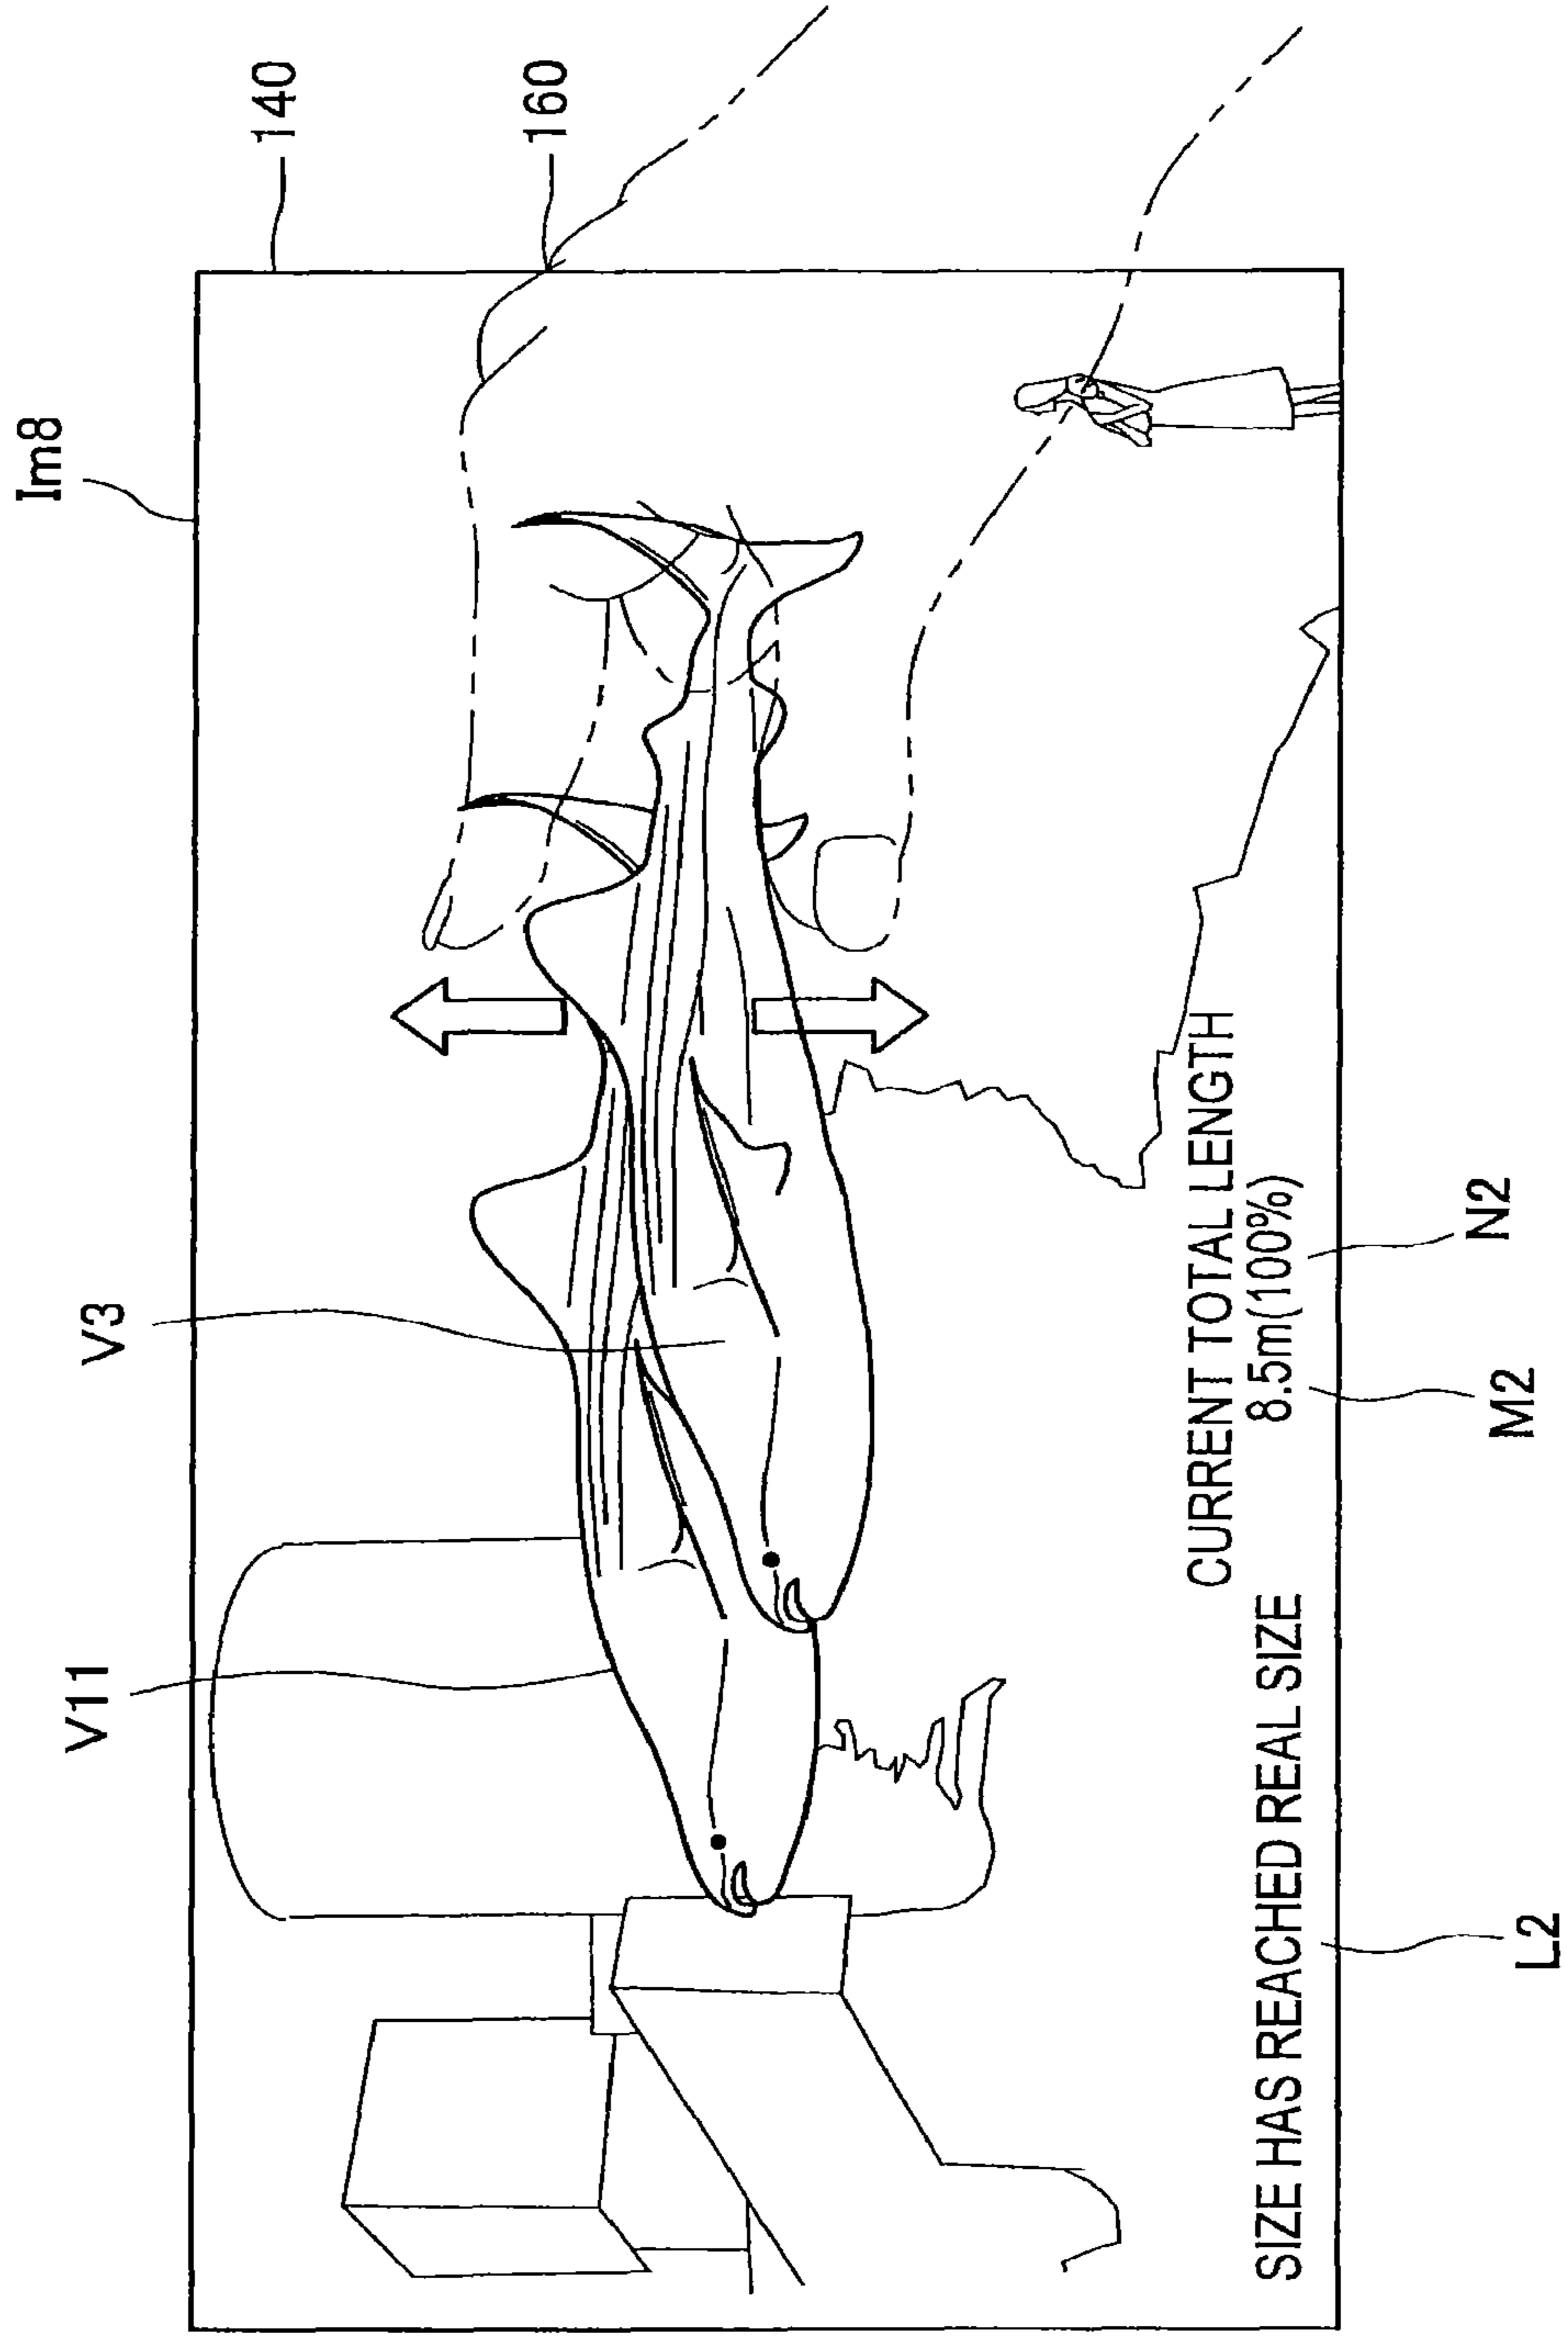 Im8
140
160
V3
V11
CURRENT TOTAL LENGTH
8.5m(100%)
SIZE HAS REACHED REAL SIZE
N2
M2
L2